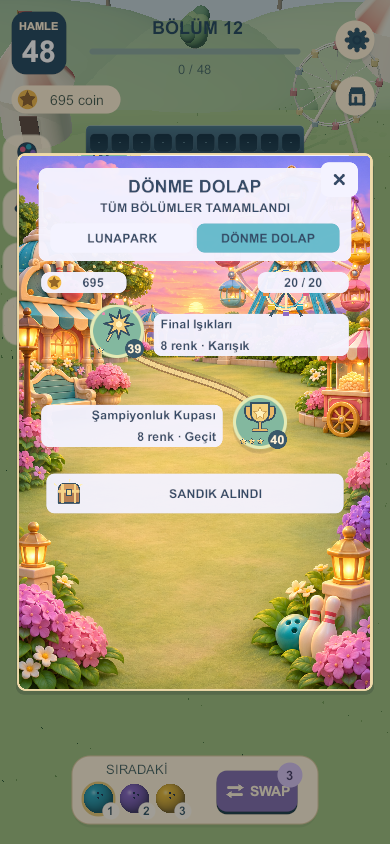 HAMLE
48
BÖLÜM 12
0 / 48
695 coin
DÖNME DOLAP
TÜM BÖLÜMLER TAMAMLANDI
LUNAPARK
DÖNME DOLAP
695
20 / 20
Final Işıkları
8 renk · Karışık
39
Şampiyonluk Kupası
8 renk · Geçit
40
SANDIK ALINDI
SIRADAKİ
1
2
3
SWAP
3